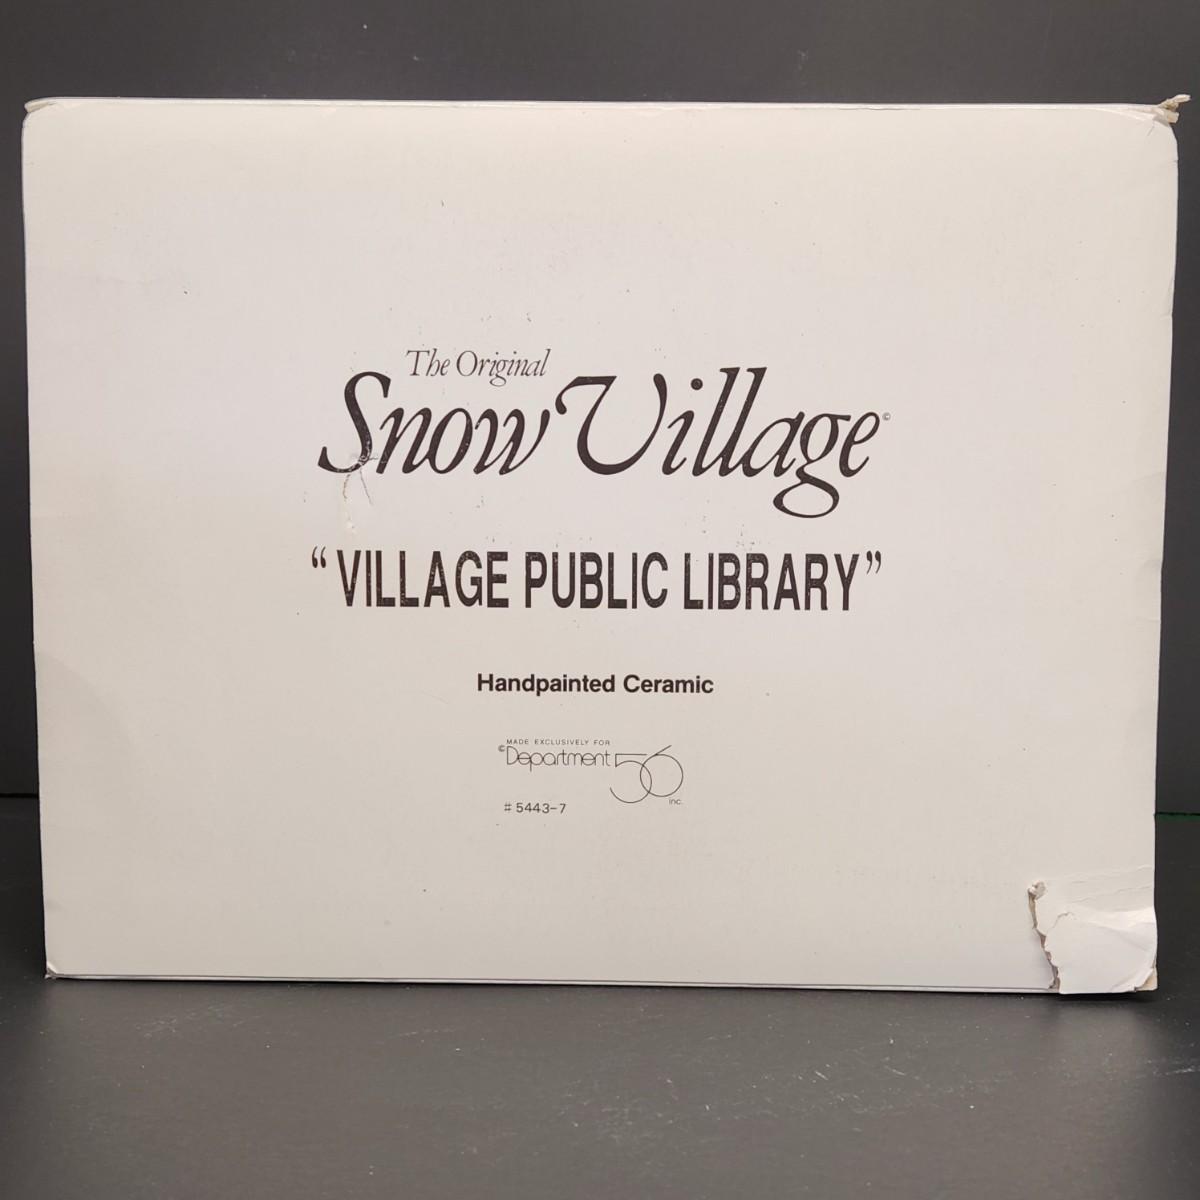 The Original
Snow Village©
“VILLAGE PUBLIC LIBRARY”
Handpainted Ceramic
MADE EXCLUSIVELY FOR
©Department 56 inc.
# 5443-7